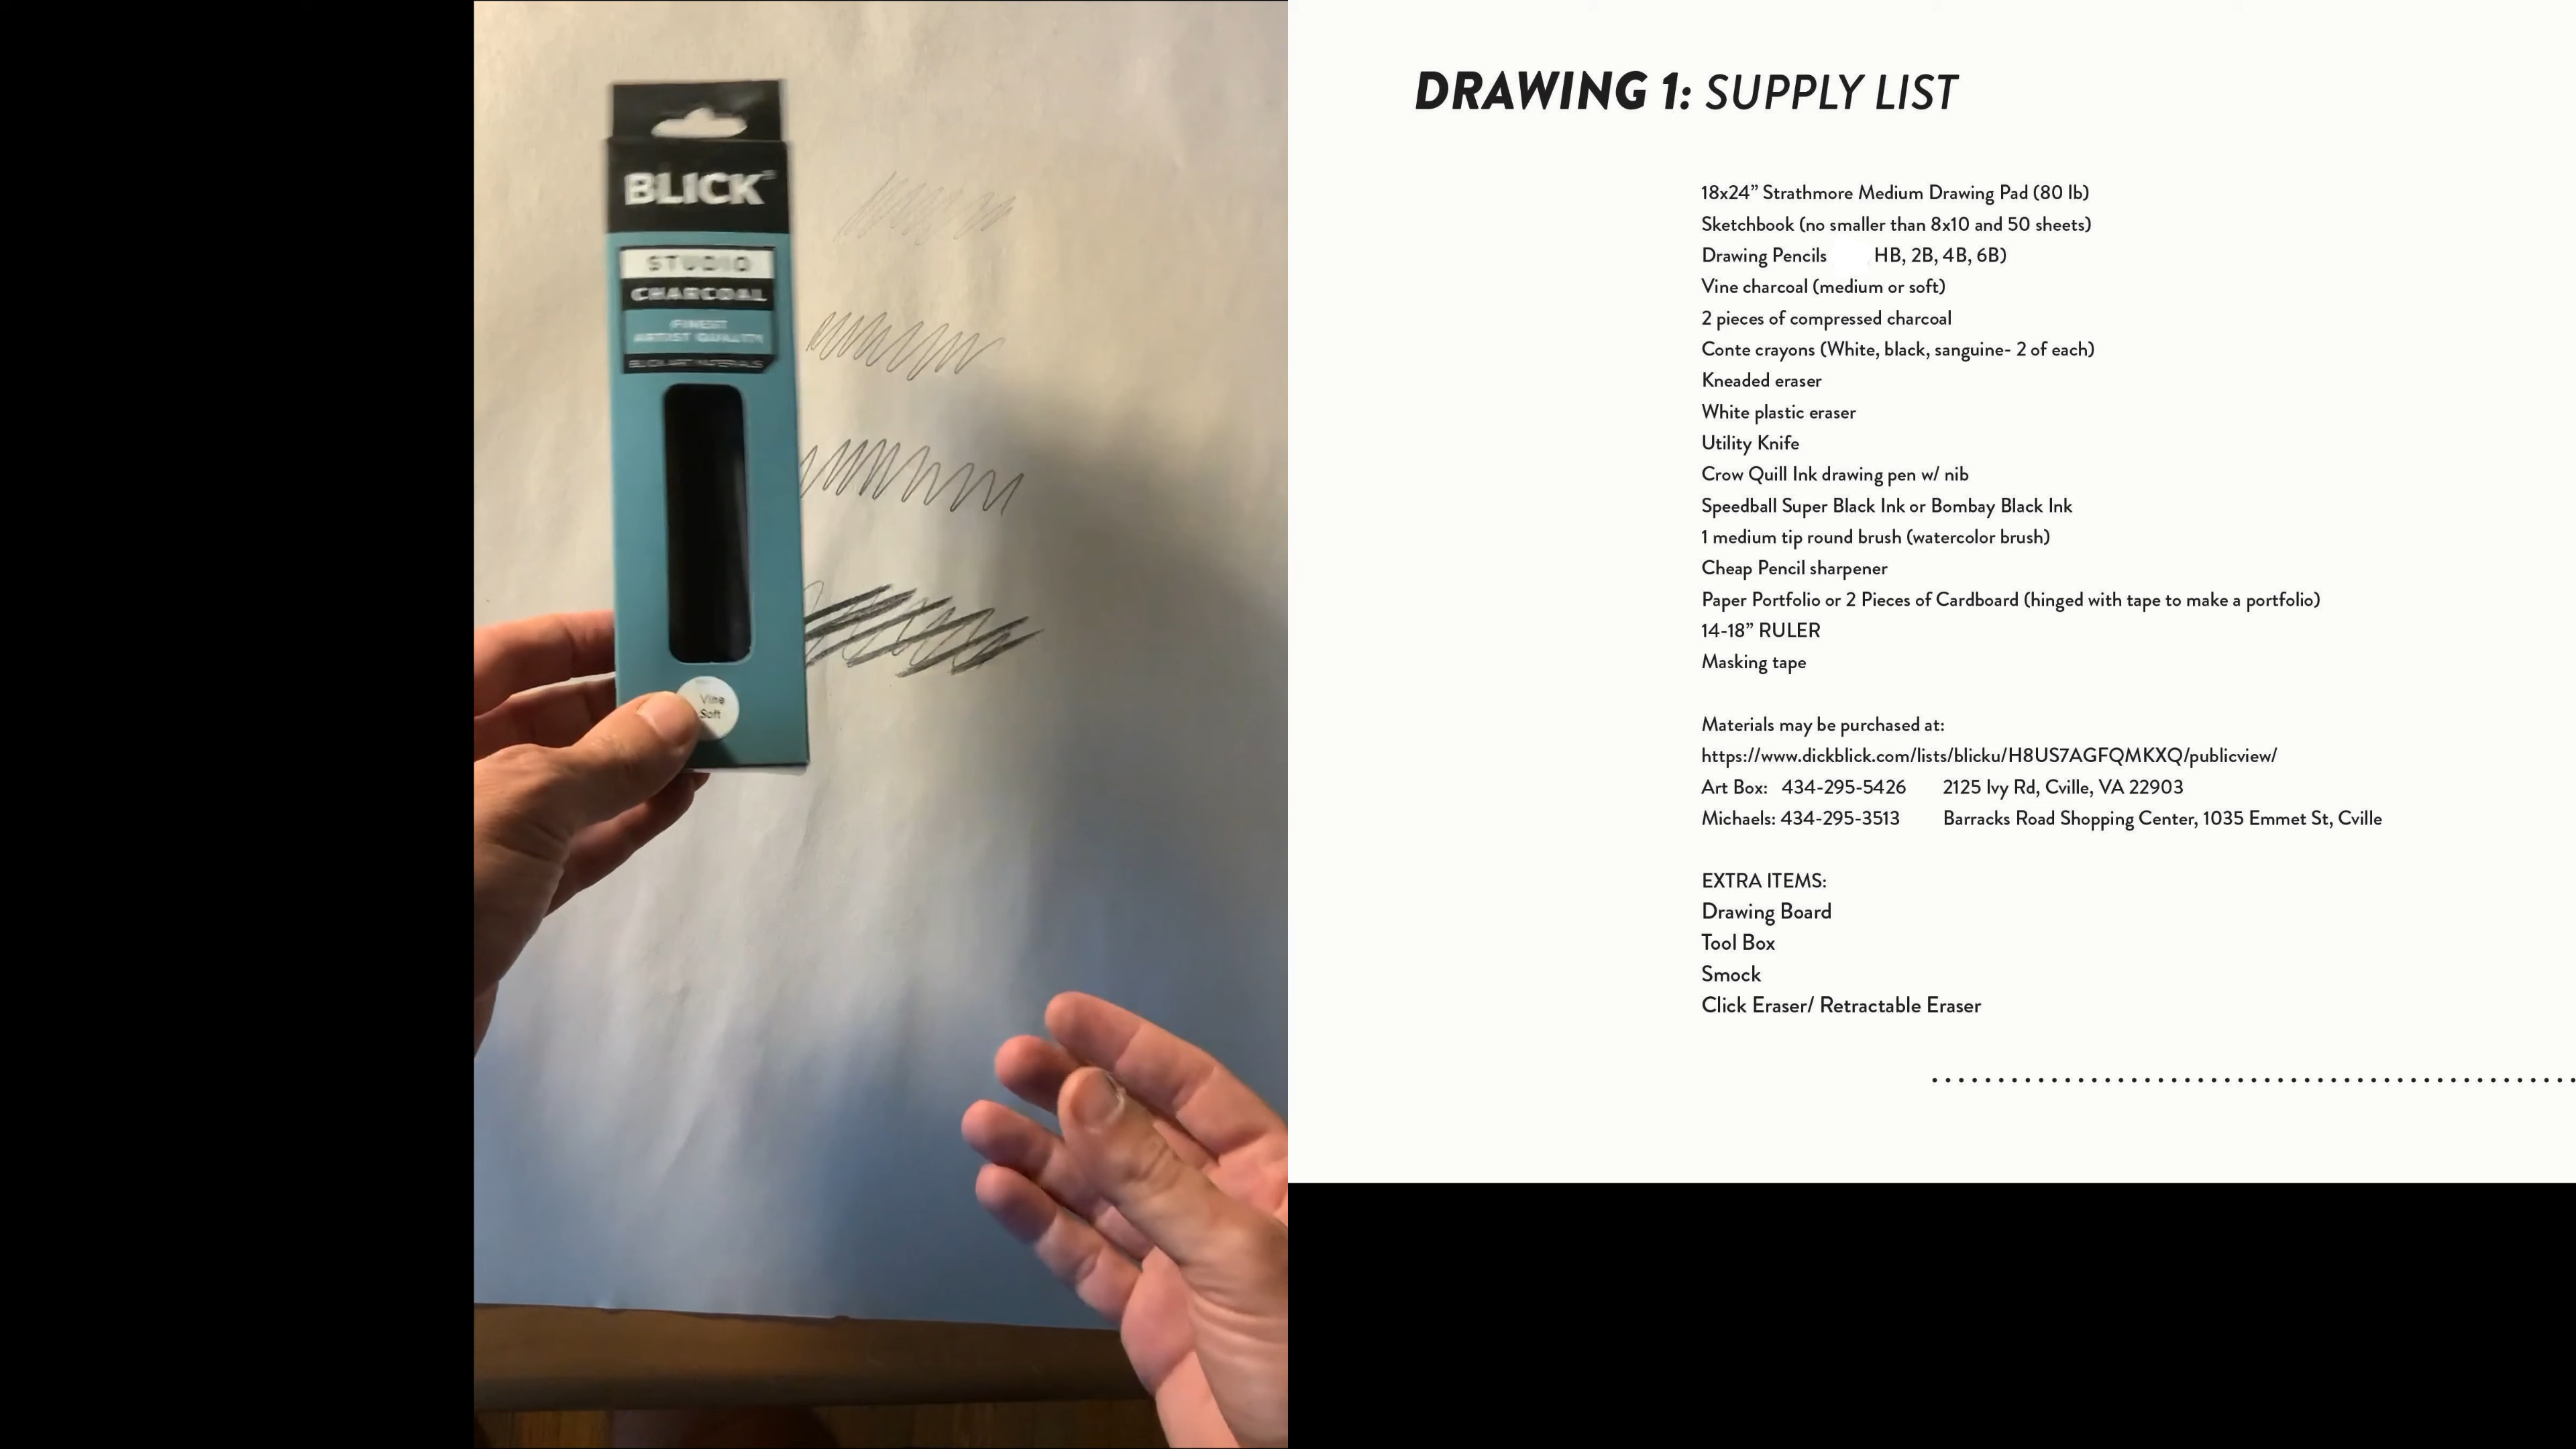 BLICK
STUDIO
CHARCOAL
FINEST
ARTIST QUALITY
BLICK ART MATERIALS
Vine
Soft
DRAWING 1: SUPPLY LIST
18x24” Strathmore Medium Drawing Pad (80 lb)
Sketchbook (no smaller than 8x10 and 50 sheets)
Drawing Pencils HB, 2B, 4B, 6B)
Vine charcoal (medium or soft)
2 pieces of compressed charcoal
Conte crayons (White, black, sanguine- 2 of each)
Kneaded eraser
White plastic eraser
Utility Knife
Crow Quill Ink drawing pen w/ nib
Speedball Super Black Ink or Bombay Black Ink
1 medium tip round brush (watercolor brush)
Cheap Pencil sharpener
Paper Portfolio or 2 Pieces of Cardboard (hinged with tape to make a portfolio)
14-18” RULER
Masking tape
Materials may be purchased at:
https://www.dickblick.com/lists/blicku/H8US7AGFQMKXQ/publicview/
Art Box: 434-295-5426 2125 Ivy Rd, Cville, VA 22903
Michaels: 434-295-3513 Barracks Road Shopping Center, 1035 Emmet St, Cville
EXTRA ITEMS:
Drawing Board
Tool Box
Smock
Click Eraser/ Retractable Eraser